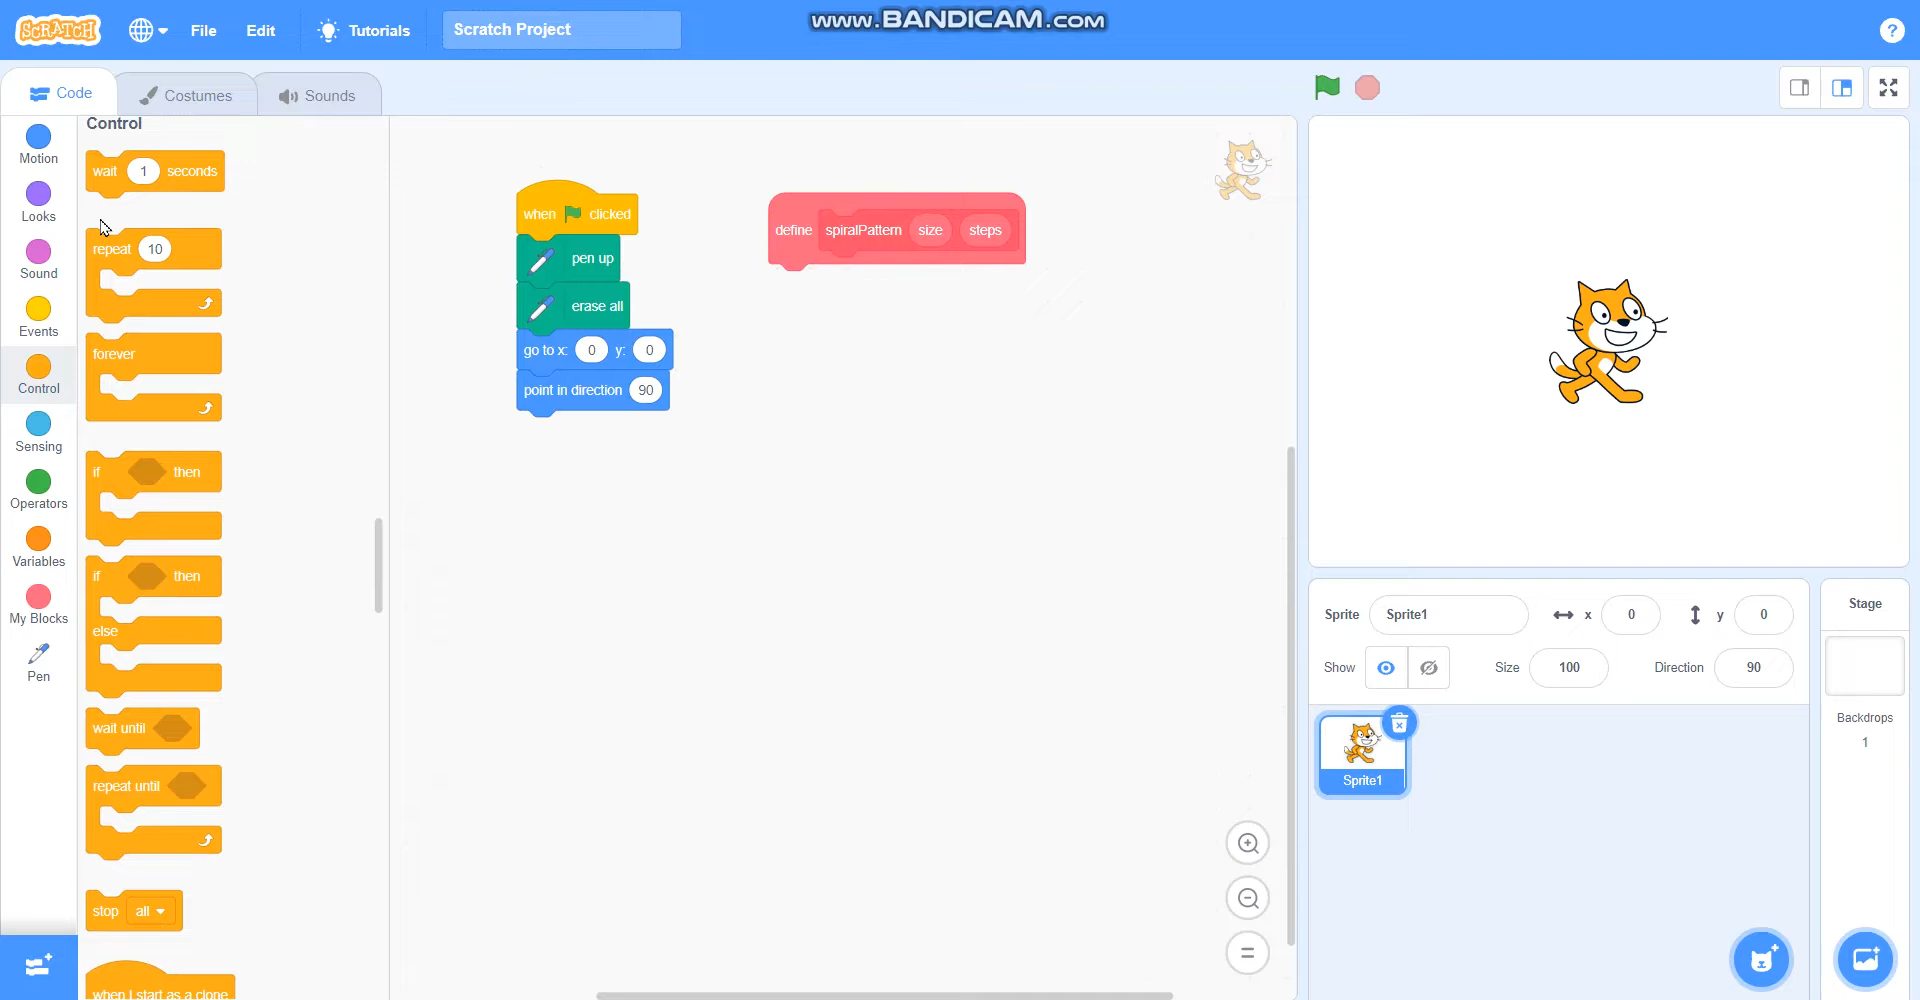 SCRATCH
File
Edit
Tutorials
Scratch Project
www.BANDICAM.com
?
Code
Costumes
Sounds
Motion
Looks
Sound
Events
Control
Sensing
Operators
Variables
My Blocks
Pen
Control
wait 1 seconds
repeat 10
forever
if then
if then
else
wait until
repeat until
stop all
when I start as a clone
when clicked
pen up
erase all
go to x: 0 y: 0
point in direction 90
define spiralPattern size steps
Sprite Sprite1 x 0 y 0
Show Size 100 Direction 90
Sprite1
Stage
Backdrops
1